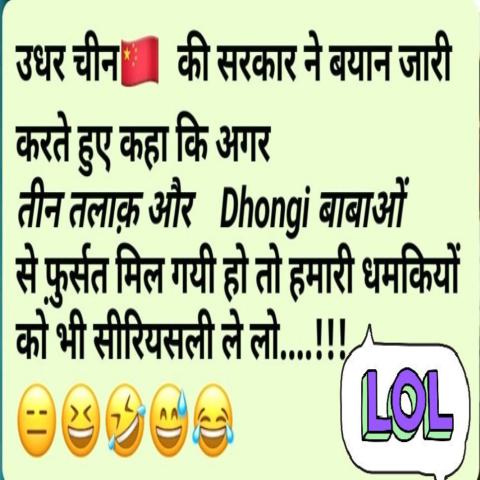 उधर चीन🇨🇳 की सरकार ने बयान जारी
करते हुए कहा कि अगर
तीन तलाक़ और Dhongi बाबाओं
से फ़ुर्सत मिल गयी हो तो हमारी धमकियों
को भी सीरियसली ले लो....!!!
😑😆🤣😅😂
LOL